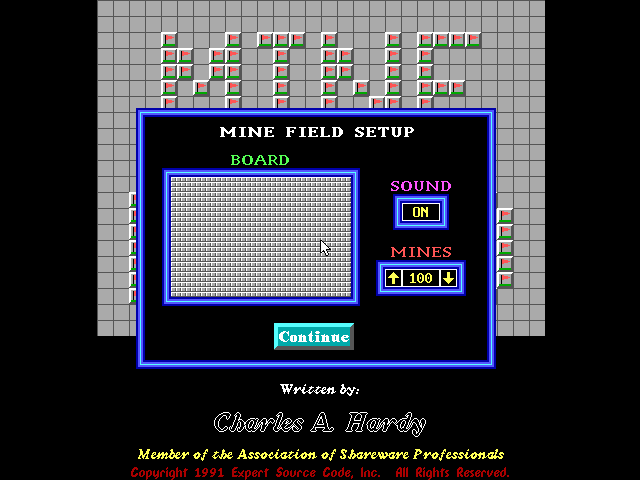 MINE
MINE FIELD SETUP
BOARD
SOUND
ON
MINES
100
Continue
Written by:
Charles A. Hardy
Member of the Association of Shareware Professionals
Copyright 1991 Expert Source Code, Inc. All Rights Reserved.